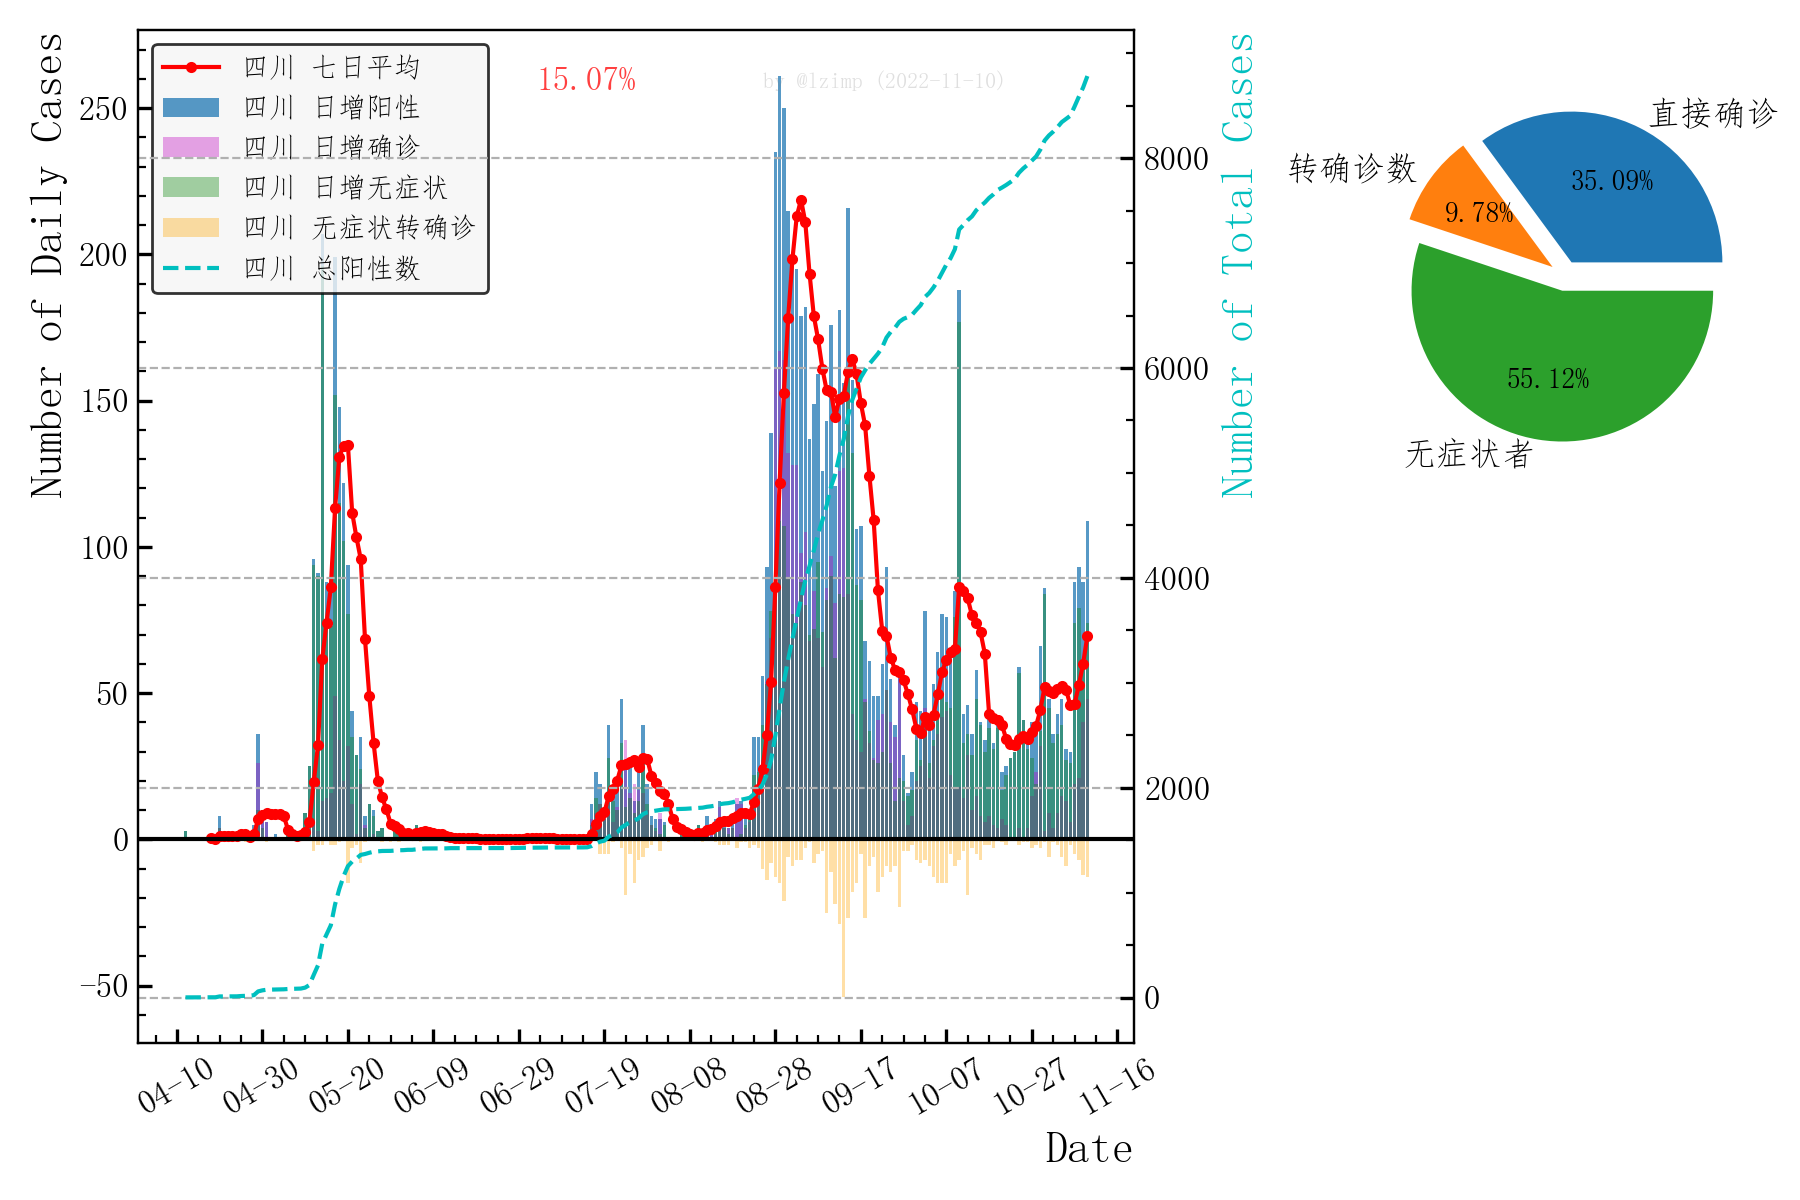 四川 七日平均
四川 日增阳性
四川 日增确诊
四川 日增无症状
四川 无症状转确诊
四川 总阳性数
15.07%
by @lzimp (2022-11-10)
Number of Daily Cases
250
200
150
100
50
0
−50
8000
6000
4000
2000
0
Number of Total Cases
04−10
04−30
05−20
06−09
06−29
07−19
08−08
08−28
09−17
10−07
10−27
11−16
Date
直接确诊
35.09%
转确诊数
9.78%
55.12%
无症状者